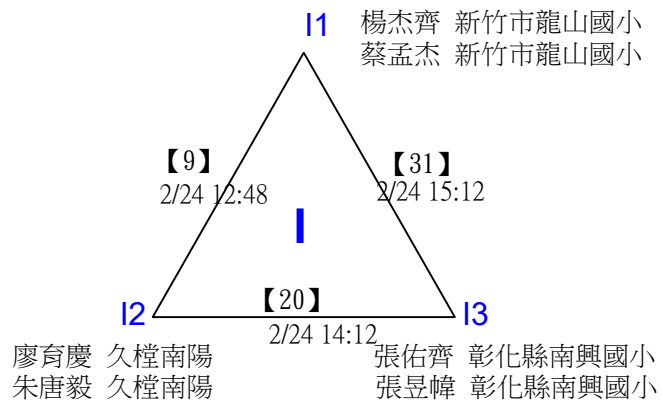 I1 楊杰齊 新竹市龍山國小
蔡孟杰 新竹市龍山國小
【9】
2/24 12:48
【31】
2/24 15:12
I
【20】
2/24 14:12
I2
I3
廖育慶 久樘南陽
朱唐毅 久樘南陽
張佑齊 彰化縣南興國小
張昱幃 彰化縣南興國小